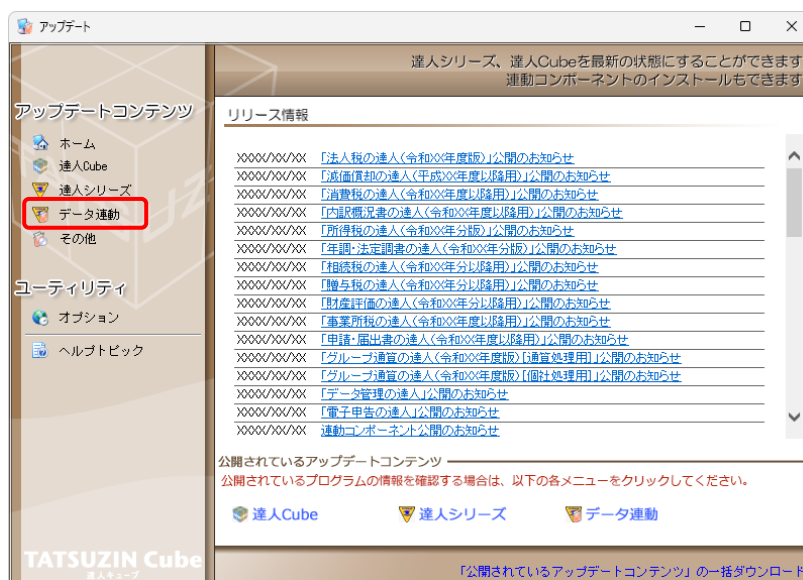 アップデート
達人シリーズ、達人Cubeを最新の状態にすることができます
連動コンポーネントのインストールもできます
アップデートコンテンツ
ホーム
達人Cube
達人シリーズ
データ連動
その他
ユーティリティ
オプション
ヘルプトピック
リリース情報
XXXX/XX/XX 「法人税の達人(令和XX年度版)」公開のお知らせ
XXXX/XX/XX 「減価償却の達人(平成XX年度以降用)」公開のお知らせ
XXXX/XX/XX 「消費税の達人(令和XX年度以降用)」公開のお知らせ
XXXX/XX/XX 「内訳概況書の達人(令和XX年度以降用)」公開のお知らせ
XXXX/XX/XX 「所得税の達人(令和XX年分版)」公開のお知らせ
XXXX/XX/XX 「年調・法定調書の達人(令和XX年分版)」公開のお知らせ
XXXX/XX/XX 「相続税の達人(令和XX年分以降用)」公開のお知らせ
XXXX/XX/XX 「贈与税の達人(令和XX年分以降用)」公開のお知らせ
XXXX/XX/XX 「財産評価の達人(令和XX年分以降用)」公開のお知らせ
XXXX/XX/XX 「事業所税の達人(令和XX年度以降用)」公開のお知らせ
XXXX/XX/XX 「申請・届出書の達人(令和XX年度以降用)」公開のお知らせ
XXXX/XX/XX 「グループ通算の達人(令和XX年度版)[通算処理用]」公開のお知らせ
XXXX/XX/XX 「グループ通算の達人(令和XX年度版)[個社処理用]」公開のお知らせ
XXXX/XX/XX 「データ管理の達人」公開のお知らせ
XXXX/XX/XX 「電子申告の達人」公開のお知らせ
XXXX/XX/XX 連動コンポーネント公開のお知らせ
公開されているアップデートコンテンツ
公開されているプログラムの情報を確認する場合は、以下の各メニューをクリックしてください。
達人Cube 達人シリーズ データ連動
TATSUZIN Cube
達人キューブ
「公開されているアップデートコンテンツ」の一括ダウンロード